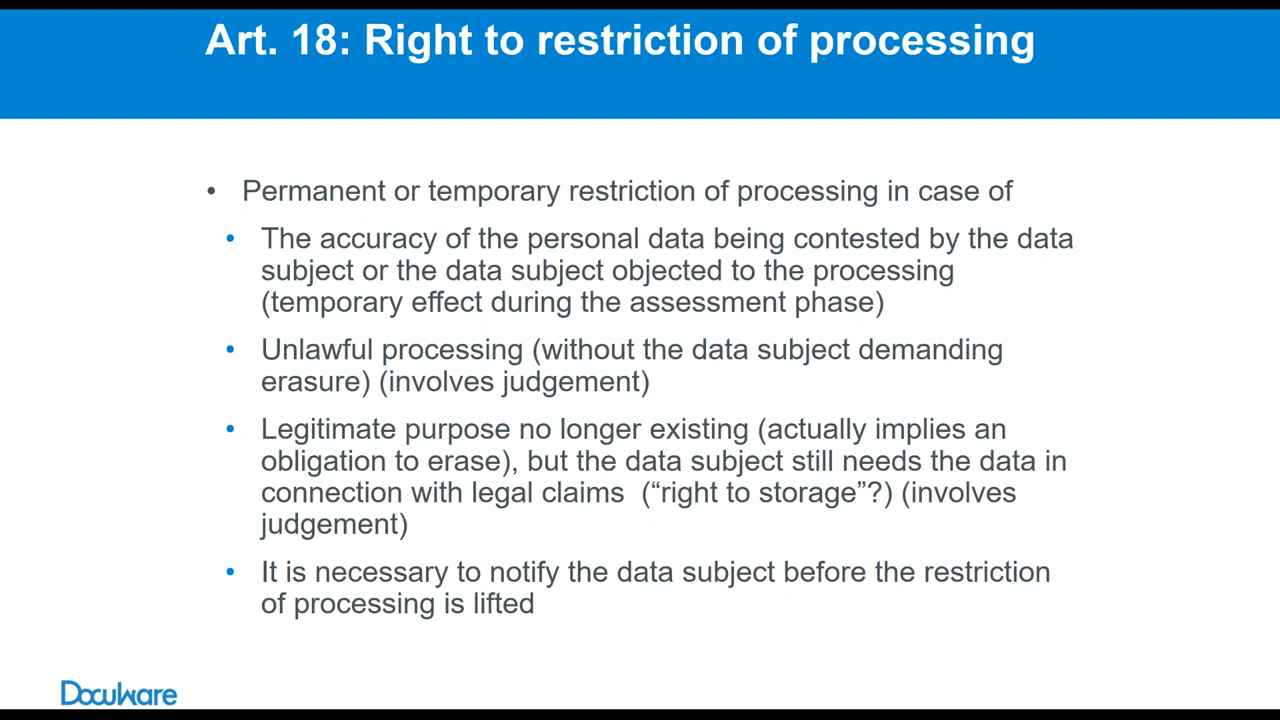 Art. 18: Right to restriction of processing
• Permanent or temporary restriction of processing in case of
• The accuracy of the personal data being contested by the data
subject or the data subject objected to the processing
(temporary effect during the assessment phase)
• Unlawful processing (without the data subject demanding
erasure) (involves judgement)
• Legitimate purpose no longer existing (actually implies an
obligation to erase), but the data subject still needs the data in
connection with legal claims (“right to storage”?) (involves
judgement)
• It is necessary to notify the data subject before the restriction
of processing is lifted
DocuWare